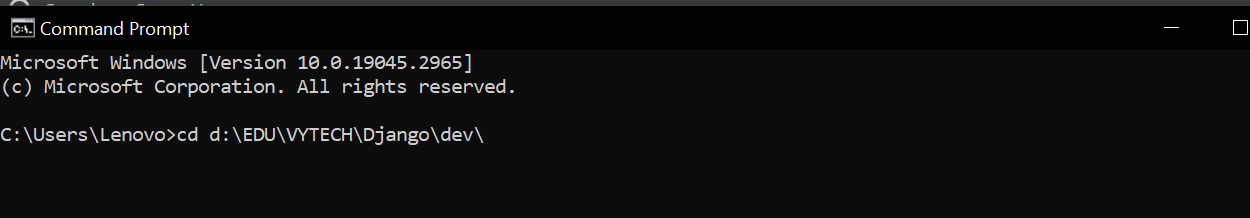 Command Prompt
Microsoft Windows [Version 10.0.19045.2965]
(c) Microsoft Corporation. All rights reserved.
C:\Users\Lenovo>cd d:\EDU\VYTECH\Django\dev\